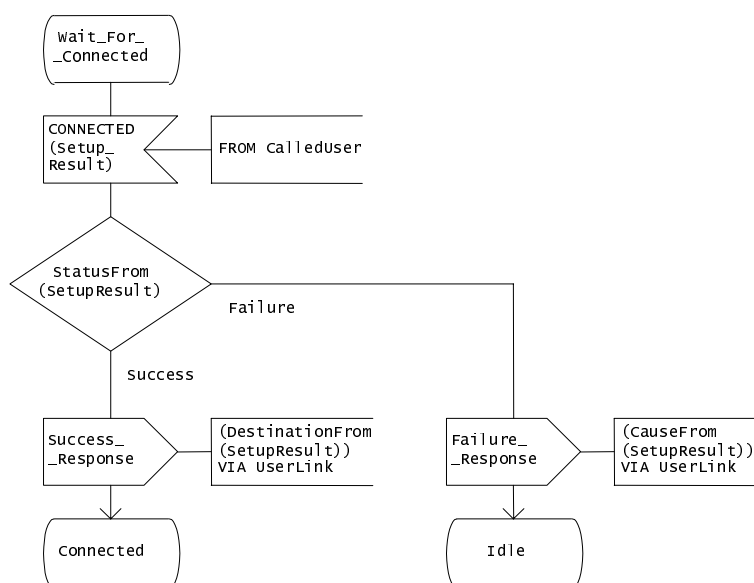 Wait_For_
_Connected
CONNECTED
(Setup_
Result)
FROM CalledUser
StatusFrom
(SetupResult)
Failure
Success
Success_
_Response
(DestinationFrom
(SetupResult))
VIA UserLink
Failure_
_Response
(CauseFrom
(SetupResult))
VIA UserLink
Connected
Idle